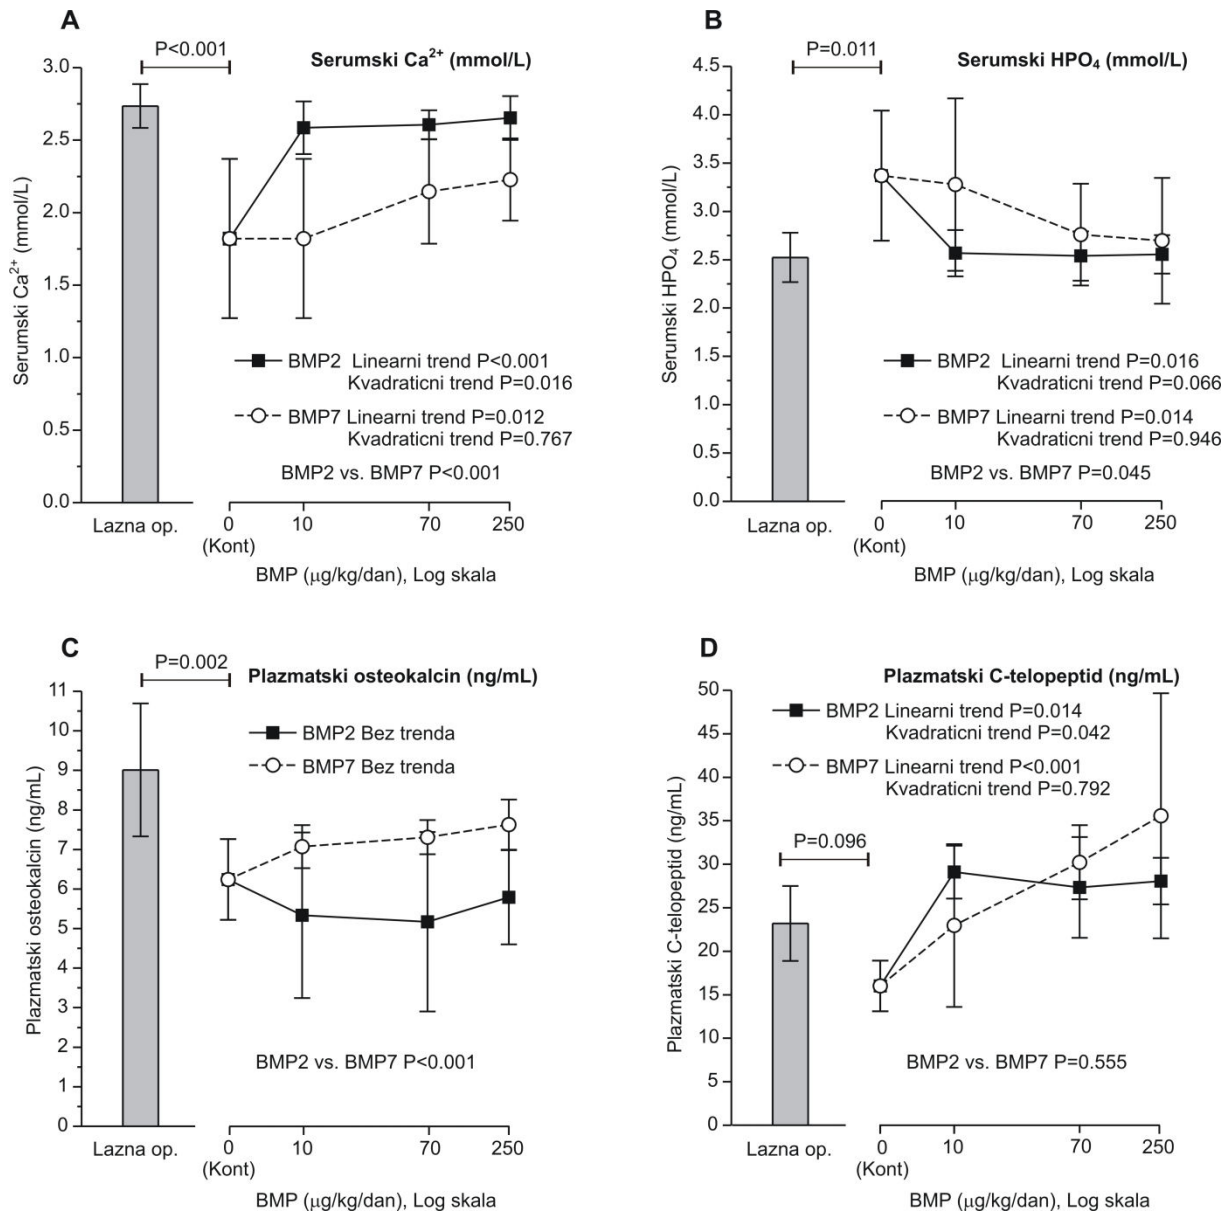 A
P<0.001
Serumski Ca²⁺ (mmol/L)
Serumski Ca²⁺ (mmol/L)
3.0
2.5
2.0
1.5
1.0
0.5
0.0
BMP2 Linearni trend P<0.001
Kvadraticni trend P=0.016
BMP7 Linearni trend P=0.012
Kvadraticni trend P=0.767
BMP2 vs. BMP7 P<0.001
Lazna op.
0 10 70 250
(Kont)
BMP (µg/kg/dan), Log skala
B
P=0.011
Serumski HPO₄ (mmol/L)
Serumski HPO₄ (mmol/L)
4.5
4.0
3.5
3.0
2.5
2.0
1.5
1.0
0.5
0.0
BMP2 Linearni trend P=0.016
Kvadraticni trend P=0.066
BMP7 Linearni trend P=0.014
Kvadraticni trend P=0.946
BMP2 vs. BMP7 P=0.045
Lazna op.
0 10 70 250
(Kont)
BMP (µg/kg/dan), Log skala
C
P=0.002
Plazmatski osteokalcin (ng/mL)
Plazmatski osteokalcin (ng/mL)
11
10
9
8
7
6
5
4
3
2
1
0
BMP2 Bez trenda
BMP7 Bez trenda
BMP2 vs. BMP7 P<0.001
Lazna op.
0 10 70 250
(Kont)
BMP (µg/kg/dan), Log skala
D
Plazmatski C-telopeptid (ng/mL)
Plazmatski C-telopeptid (ng/mL)
50
45
40
35
30
25
20
15
10
5
0
BMP2 Linearni trend P=0.014
Kvadraticni trend P=0.042
BMP7 Linearni trend P<0.001
Kvadraticni trend P=0.792
P=0.096
BMP2 vs. BMP7 P=0.555
Lazna op.
0 10 70 250
(Kont)
BMP (µg/kg/dan), Log skala